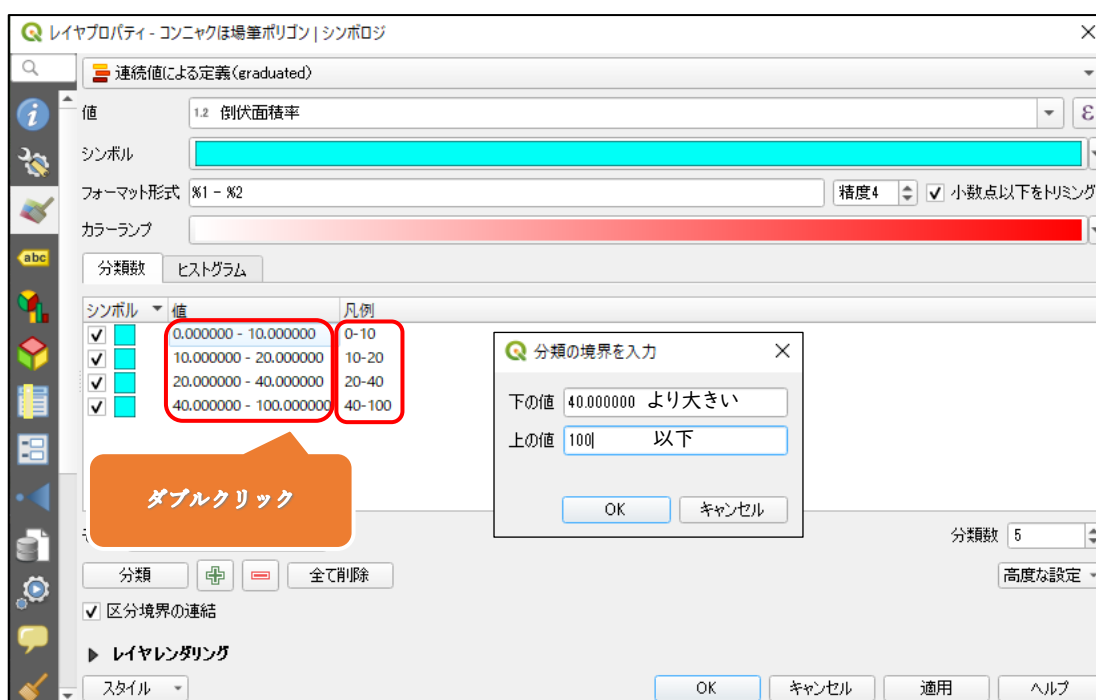 レイヤプロパティ - コンニャクほ場筆ポリゴン | シンボロジ
連続値による定義(graduated)
値 1.2 倒伏面積率 ε
シンボル
フォーマット形式 %1 - %2 精度4 小数点以下をトリミング
カラーランプ
abc
分類数 ヒストグラム
シンボル 値 凡例
0.000000 - 10.000000 0-10
10.000000 - 20.000000 10-20
20.000000 - 40.000000 20-40
40.000000 - 100.000000 40-100
分類の境界を入力
下の値 40.000000 より大きい
上の値 100 以下
OK キャンセル
ダブルクリック
分類数 5
分類 全て削除 高度な設定
区分境界の連結
レイヤレンダリング
スタイル OK キャンセル 適用 ヘルプ